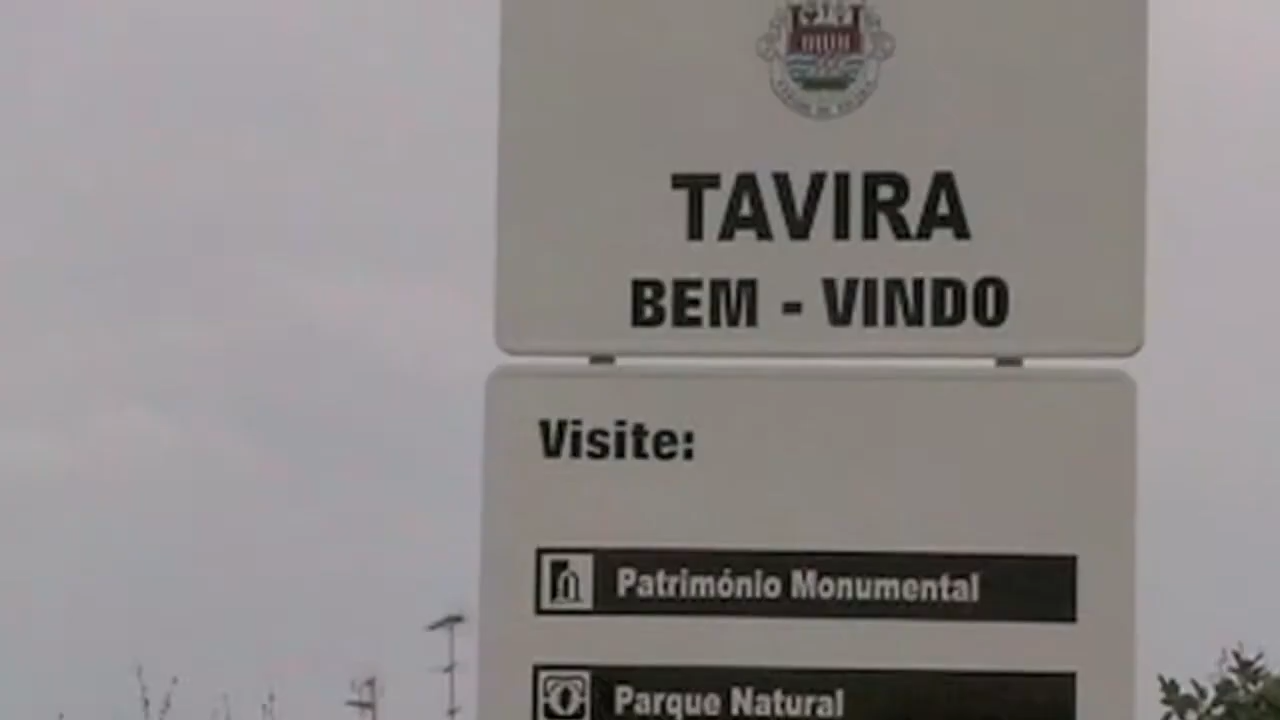 TAVIRA
BEM - VINDO
Visite:
Património Monumental
Parque Natural